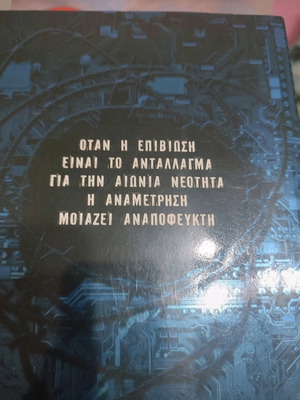 ΟΤΑΝ Η ΕΠΙΒΙΩΣΗ
ΕΙΝΑΙ ΤΟ ΑΝΤΑΛΛΑΓΜΑ
ΓΙΑ ΤΗΝ ΑΙΩΝΙΑ ΝΕΟΤΗΤΑ
Η ΑΝΑΜΕΤΡΗΣΗ
ΜΟΙΑΖΕΙ ΑΝΑΠΟΦΕΥΚΤΗ